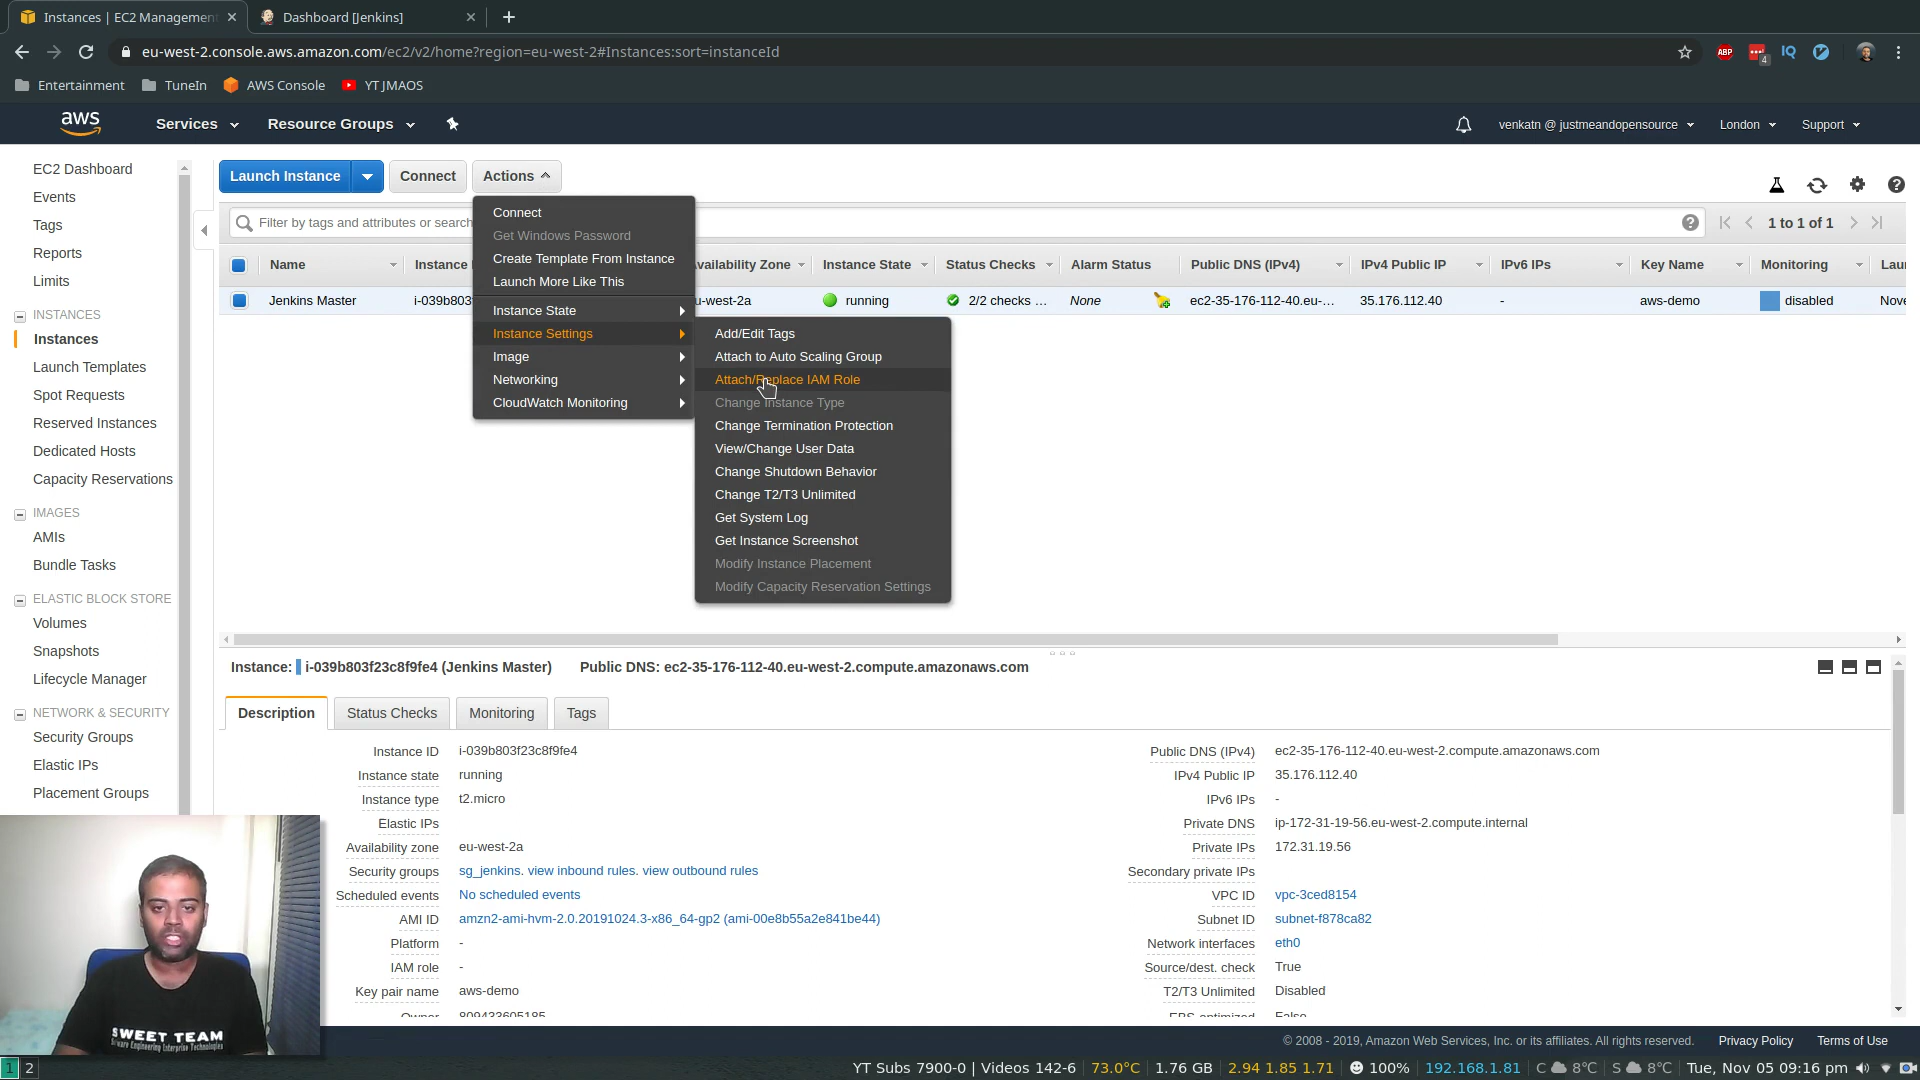 Instances | EC2 Management
Dashboard [Jenkins]
eu-west-2.console.aws.amazon.com/ec2/v2/home?region=eu-west-2#Instances:sort=instanceId
ABP
4
IQ
Entertainment
TuneIn
AWS Console
YT JMAOS
aws
Services
Resource Groups
venkatn @ justmeandopensource
London
Support
EC2 Dashboard
Events
Tags
Reports
Limits
INSTANCES
Instances
Launch Templates
Spot Requests
Reserved Instances
Dedicated Hosts
Capacity Reservations
IMAGES
AMIs
Bundle Tasks
ELASTIC BLOCK STORE
Volumes
Snapshots
Lifecycle Manager
NETWORK & SECURITY
Security Groups
Elastic IPs
Placement Groups
Launch Instance
Connect
Actions
Filter by tags and attributes or search
1 to 1 of 1
Name
Instance
Availability Zone
Instance State
Status Checks
Alarm Status
Public DNS (IPv4)
IPv4 Public IP
IPv6 IPs
Key Name
Monitoring
Lau
Jenkins Master
i-039b803
u-west-2a
running
2/2 checks ...
None
ec2-35-176-112-40.eu-...
35.176.112.40
-
aws-demo
disabled
Nove
Connect
Get Windows Password
Create Template From Instance
Launch More Like This
Instance State
Instance Settings
Image
Networking
CloudWatch Monitoring
Add/Edit Tags
Attach to Auto Scaling Group
Attach/Replace IAM Role
Change Instance Type
Change Termination Protection
View/Change User Data
Change Shutdown Behavior
Change T2/T3 Unlimited
Get System Log
Get Instance Screenshot
Modify Instance Placement
Modify Capacity Reservation Settings
Instance: i-039b803f23c8f9fe4 (Jenkins Master) Public DNS: ec2-35-176-112-40.eu-west-2.compute.amazonaws.com
Description
Status Checks
Monitoring
Tags
Instance ID i-039b803f23c8f9fe4
Instance state running
Instance type t2.micro
Elastic IPs
Availability zone eu-west-2a
Security groups sg_jenkins. view inbound rules. view outbound rules
Scheduled events No scheduled events
AMI ID amzn2-ami-hvm-2.0.20191024.3-x86_64-gp2 (ami-00e8b55a2e841be44)
Platform -
IAM role -
Key pair name aws-demo
Owner 809433605185
Public DNS (IPv4) ec2-35-176-112-40.eu-west-2.compute.amazonaws.com
IPv4 Public IP 35.176.112.40
IPv6 IPs -
Private DNS ip-172-31-19-56.eu-west-2.compute.internal
Private IPs 172.31.19.56
Secondary private IPs
VPC ID vpc-3ced8154
Subnet ID subnet-f878ca82
Network interfaces eth0
Source/dest. check True
T2/T3 Unlimited Disabled
EBS-optimized False
SWEET TEAM
© 2008 - 2019, Amazon Web Services, Inc. or its affiliates. All rights reserved.
Privacy Policy
Terms of Use
1 2
YT Subs 7900-0 | Videos 142-6 73.0°C 1.76 GB 2.94 1.85 1.71 100% 192.168.1.81 C 8°C S 8°C Tue, Nov 05 09:16 pm